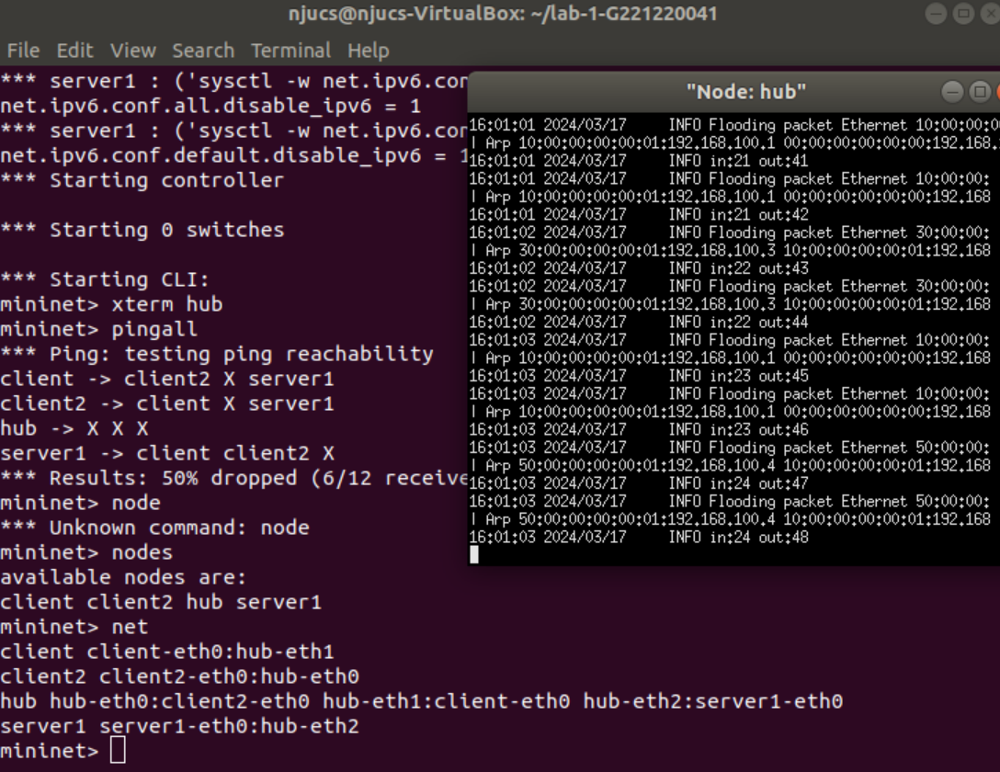 njucs@njucs-VirtualBox: ~/lab-1-G221220041
File Edit View Search Terminal Help
*** server1 : ('sysctl -w net.ipv6.con
net.ipv6.conf.all.disable_ipv6 = 1
*** server1 : ('sysctl -w net.ipv6.con
net.ipv6.conf.default.disable_ipv6 = 1
*** Starting controller
*** Starting 0 switches
*** Starting CLI:
mininet> xterm hub
mininet> pingall
*** Ping: testing ping reachability
client -> client2 X server1
client2 -> client X server1
hub -> X X X
server1 -> client client2 X
*** Results: 50% dropped (6/12 receive
mininet> node
*** Unknown command: node
mininet> nodes
available nodes are:
client client2 hub server1
mininet> net
client client-eth0:hub-eth1
client2 client2-eth0:hub-eth0
hub hub-eth0:client2-eth0 hub-eth1:client-eth0 hub-eth2:server1-eth0
server1 server1-eth0:hub-eth2
mininet>
"Node: hub"
16:01:01 2024/03/17 INFO Flooding packet Ethernet 10:00:00:0
| Arp 10:00:00:00:00:01:192.168.100.1 00:00:00:00:00:00:192.168.
16:01:01 2024/03/17 INFO in:21 out:41
16:01:01 2024/03/17 INFO Flooding packet Ethernet 10:00:00:
| Arp 10:00:00:00:00:01:192.168.100.1 00:00:00:00:00:00:192.168
16:01:01 2024/03/17 INFO in:21 out:42
16:01:02 2024/03/17 INFO Flooding packet Ethernet 30:00:00:
| Arp 30:00:00:00:00:01:192.168.100.3 10:00:00:00:00:01:192.168
16:01:02 2024/03/17 INFO in:22 out:43
16:01:02 2024/03/17 INFO Flooding packet Ethernet 30:00:00:
| Arp 30:00:00:00:00:01:192.168.100.3 10:00:00:00:00:01:192.168
16:01:02 2024/03/17 INFO in:22 out:44
16:01:03 2024/03/17 INFO Flooding packet Ethernet 10:00:00:
| Arp 10:00:00:00:00:01:192.168.100.1 00:00:00:00:00:00:192.168
16:01:03 2024/03/17 INFO in:23 out:45
16:01:03 2024/03/17 INFO Flooding packet Ethernet 10:00:00:
| Arp 10:00:00:00:00:01:192.168.100.1 00:00:00:00:00:00:192.168
16:01:03 2024/03/17 INFO in:23 out:46
16:01:03 2024/03/17 INFO Flooding packet Ethernet 50:00:00:
| Arp 50:00:00:00:00:01:192.168.100.4 10:00:00:00:00:01:192.168
16:01:03 2024/03/17 INFO in:24 out:47
16:01:03 2024/03/17 INFO Flooding packet Ethernet 50:00:00:
| Arp 50:00:00:00:00:01:192.168.100.4 10:00:00:00:00:01:192.168
16:01:03 2024/03/17 INFO in:24 out:48